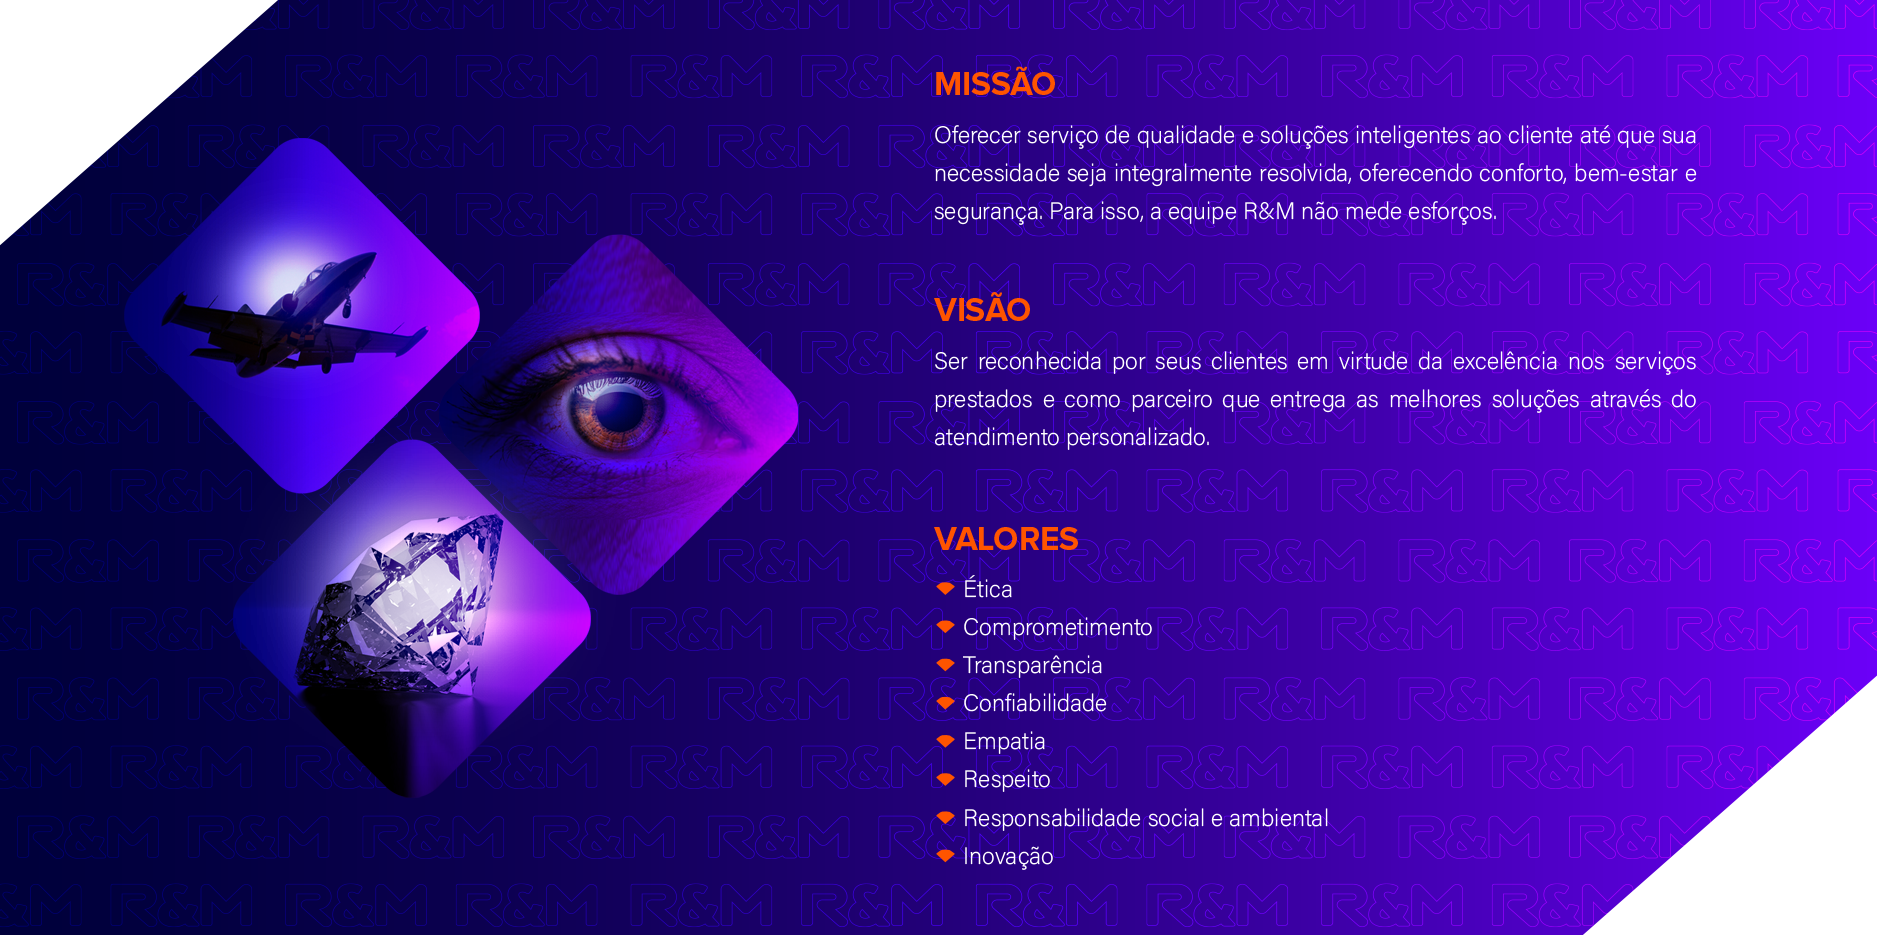 MISSÃO
Oferecer serviço de qualidade e soluções inteligentes ao cliente até que sua
necessidade seja integralmente resolvida, oferecendo conforto, bem-estar e
segurança. Para isso, a equipe R&M não mede esforços.
VISÃO
Ser reconhecida por seus clientes em virtude da excelência nos serviços
prestados e como parceiro que entrega as melhores soluções através do
atendimento personalizado.
VALORES
Ética
Comprometimento
Transparência
Confiabilidade
Empatia
Respeito
Responsabilidade social e ambiental
Inovação